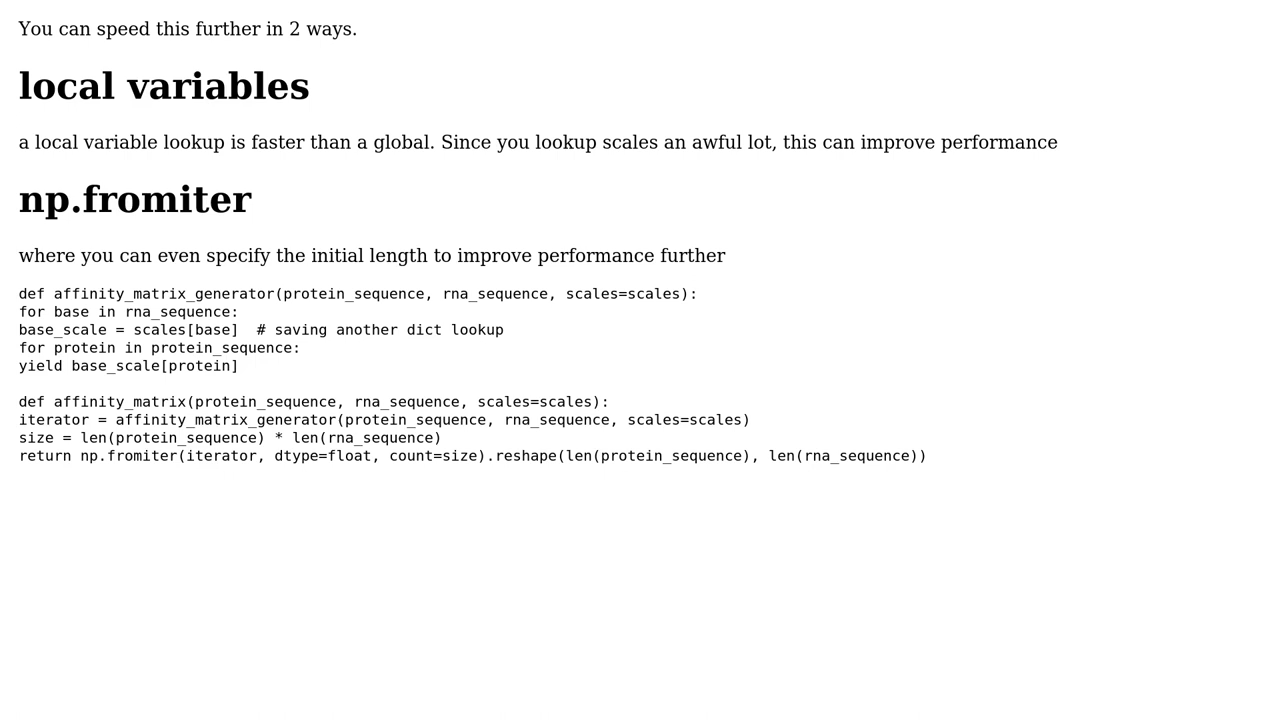 You can speed this further in 2 ways.
local variables
a local variable lookup is faster than a global. Since you lookup scales an awful lot, this can improve performance
np.fromiter
where you can even specify the initial length to improve performance further
def affinity_matrix_generator(protein_sequence, rna_sequence, scales=scales):
for base in rna_sequence:
base_scale = scales[base]  # saving another dict lookup
for protein in protein_sequence:
yield base_scale[protein]
def affinity_matrix(protein_sequence, rna_sequence, scales=scales):
iterator = affinity_matrix_generator(protein_sequence, rna_sequence, scales=scales)
size = len(protein_sequence) * len(rna_sequence)
return np.fromiter(iterator, dtype=float, count=size).reshape(len(protein_sequence), len(rna_sequence))